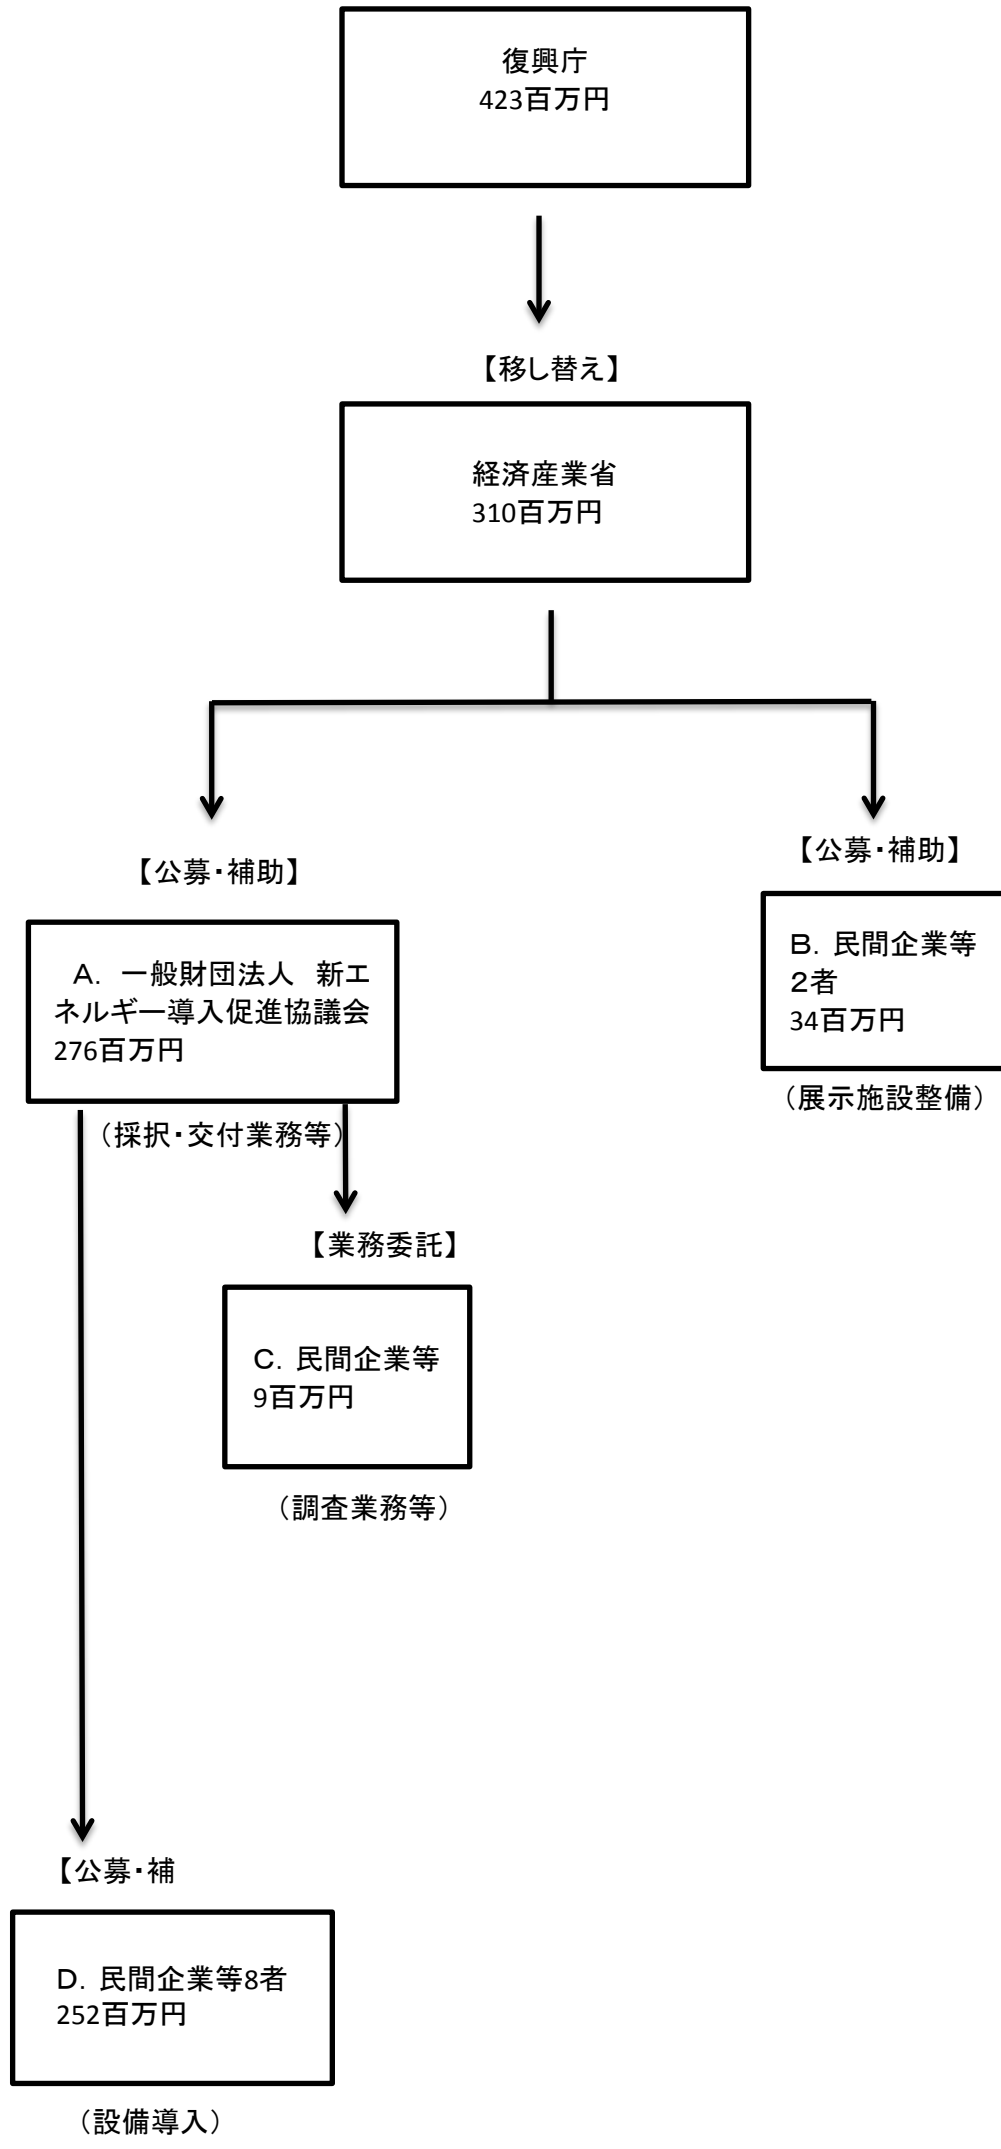 復興庁
423百万円
【移し替え】
経済産業省
310百万円
【公募・補助】
【公募・補助】
A. 一般財団法人　新エ
ネルギー導入促進協議会
276百万円
B. 民間企業等
２者
34百万円
（展示施設整備）
（採択・交付業務等）
【業務委託】
C. 民間企業等
9百万円
（調査業務等）
【公募・補
D. 民間企業等8者
252百万円
（設備導入）